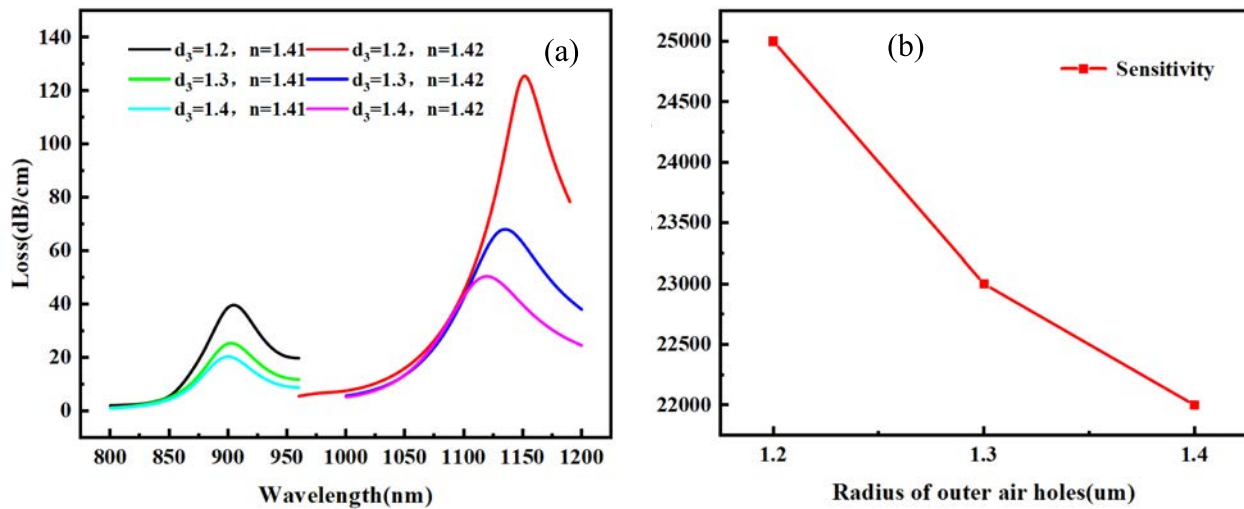 140
120
100
80
60
40
20
0
Loss(dB/cm)
d₃=1.2，n=1.41 d₃=1.2，n=1.42
d₃=1.3，n=1.41 d₃=1.3，n=1.42
d₃=1.4，n=1.41 d₃=1.4，n=1.42
(a)
800 850 900 950 1000 1050 1100 1150 1200
Wavelength(nm)
25000
24500
24000
23500
23000
22500
22000
(b)
Sensitivity
1.2 1.3 1.4
Radius of outer air holes(um)